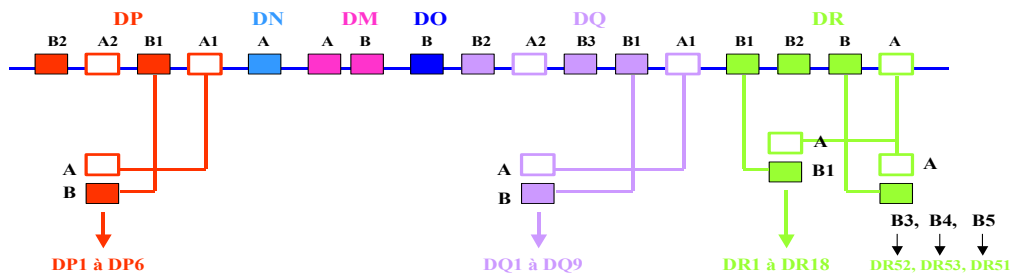 DP DN DM DO DQ DR
B2 A2 B1 A1 A A B B B2 A2 B3 B1 A1 B1 B2 B A
A A A A
B B B1
B3, B4, B5
DP1 à DP6 DQ1 à DQ9 DR1 à DR18 DR52, DR53, DR51